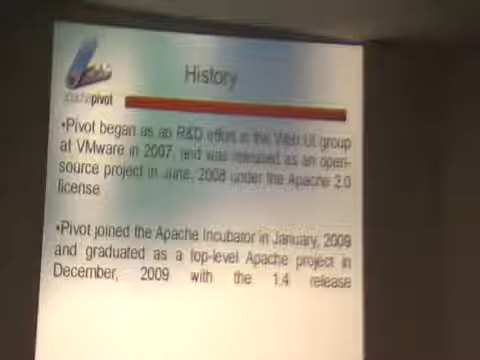 History
apachepivot
•Pivot began as an R&D effort in the Web UI group
at VMware in 2007, and was released as an open-
source project in June, 2008 under the Apache 2.0
license
•Pivot joined the Apache Incubator in January, 2009
and graduated as a top-level Apache project in
December, 2009 with the 1.4 release